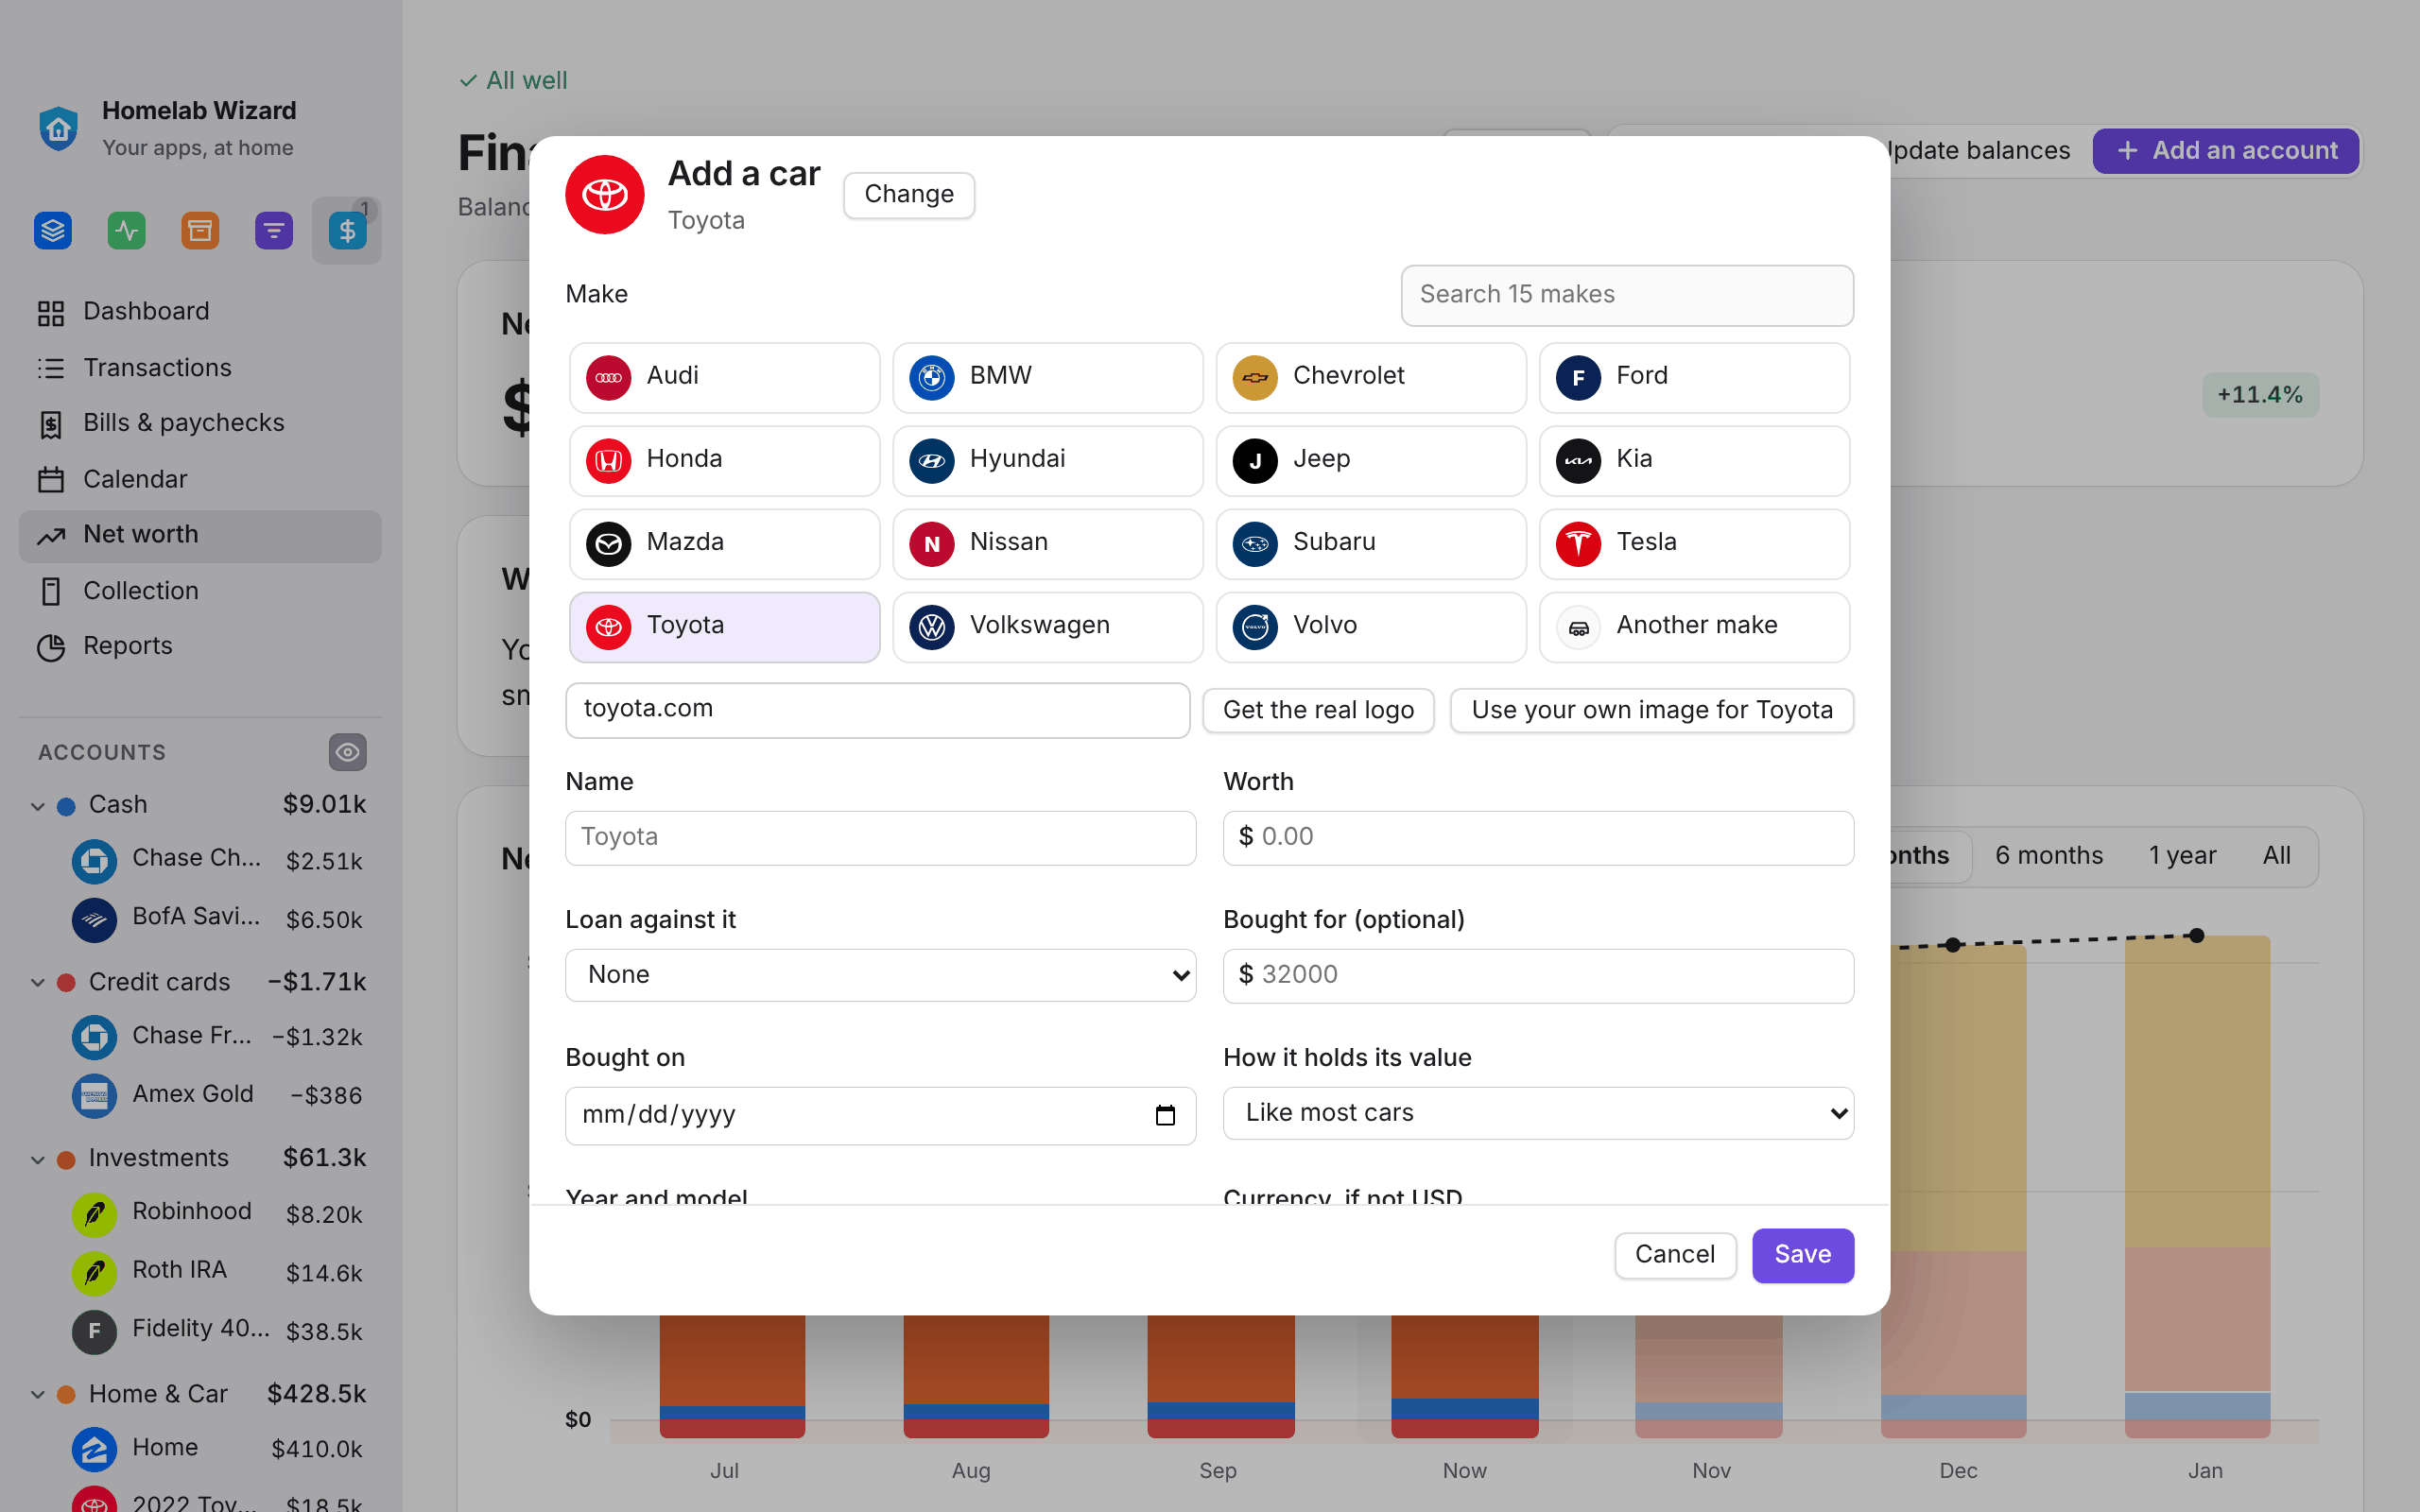 Homelab Wizard
Your apps, at home
1
Dashboard
Transactions
Bills & paychecks
Calendar
Net worth
Collection
Reports
ACCOUNTS
Cash $9.01k
Chase Ch... $2.51k
BofA Savi... $6.50k
Credit cards −$1.71k
Chase Fr... −$1.32k
Amex Gold −$386
Investments $61.3k
Robinhood $8.20k
Roth IRA $14.6k
F Fidelity 40... $38.5k
Home & Car $428.5k
Home $410.0k
2022 Toy... $18.5k
All well
Update balances
+ Add an account
+11.4%
Add a car
Toyota
Change
Make
Search 15 makes
Audi
BMW
Chevrolet
F Ford
Honda
Hyundai
J Jeep
Kia
Mazda
N Nissan
Subaru
Tesla
Toyota
Volkswagen
Volvo
Another make
toyota.com
Get the real logo
Use your own image for Toyota
Name
Toyota
Worth
$ 0.00
Loan against it
None
Bought for (optional)
$ 32000
Bought on
mm/dd/yyyy
How it holds its value
Like most cars
Year and model
Currency, if not USD
Cancel
Save
6 months
1 year
All
$0
Jul
Aug
Sep
Now
Nov
Dec
Jan